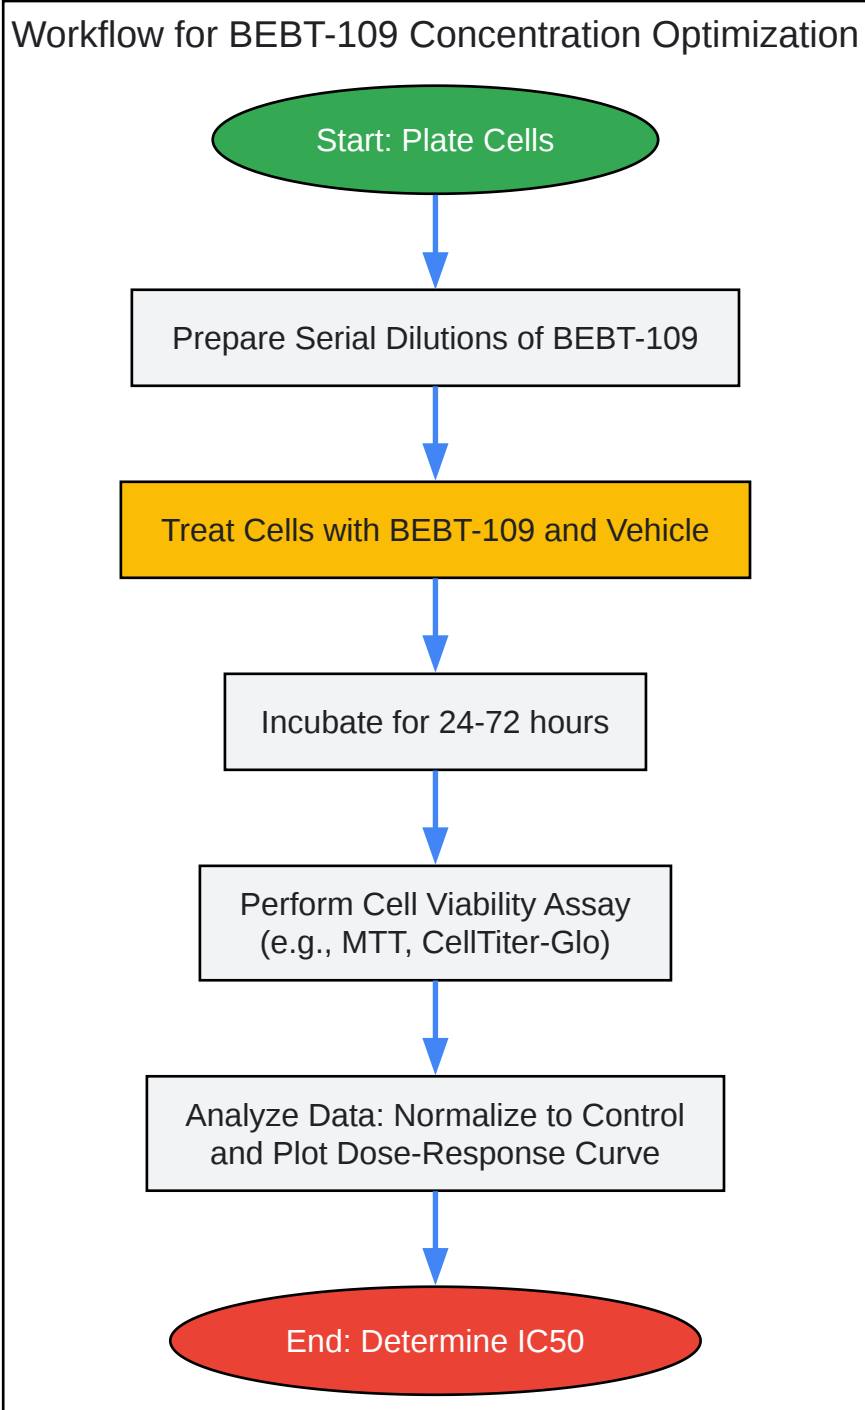 Workflow for BEBT-109 Concentration Optimization
Start: Plate Cells
Prepare Serial Dilutions of BEBT-109
Treat Cells with BEBT-109 and Vehicle
Incubate for 24-72 hours
Perform Cell Viability Assay
(e.g., MTT, CellTiter-Glo)
Analyze Data: Normalize to Control
and Plot Dose-Response Curve
End: Determine IC50